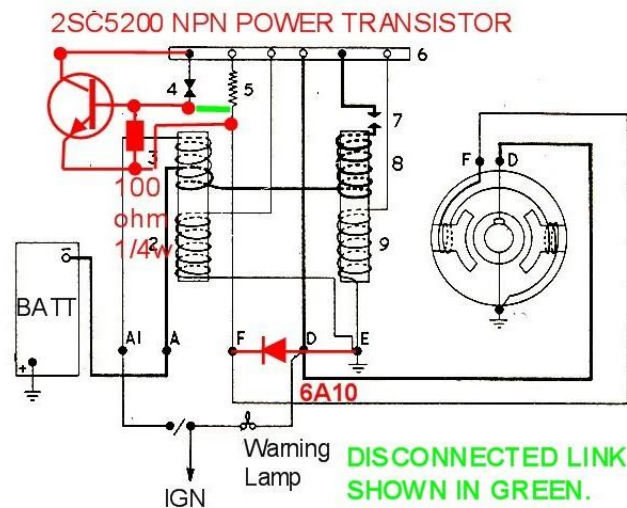 2SC5200 NPN POWER TRANSISTOR
6
4
5
7
3
8
100
ohm
1/4w
2
9
F D
BATT
−
+
A1 A F D E
6A10
Warning
Lamp
IGN
DISCONNECTED LINK
SHOWN IN GREEN.